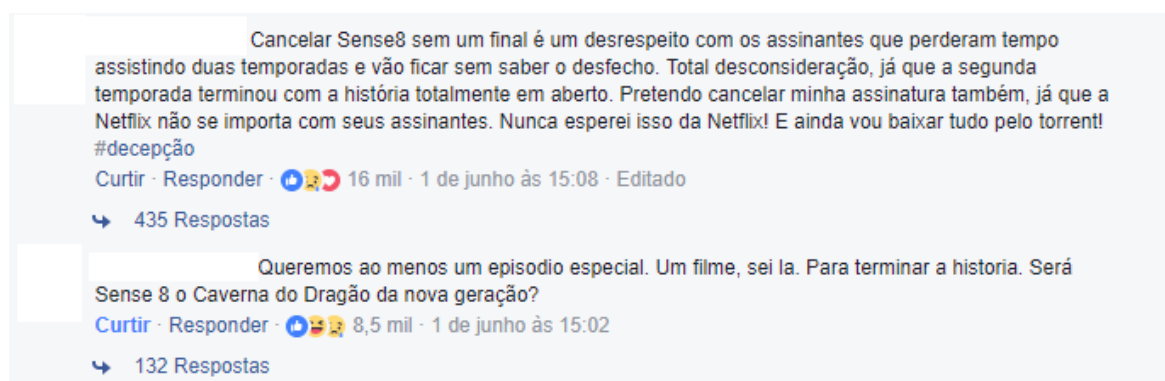 Cancelar Sense8 sem um final é um desrespeito com os assinantes que perderam tempo
assistindo duas temporadas e vão ficar sem saber o desfecho. Total desconsideração, já que a segunda
temporada terminou com a história totalmente em aberto. Pretendo cancelar minha assinatura também, já que a
Netflix não se importa com seus assinantes. Nunca esperei isso da Netflix! E ainda vou baixar tudo pelo torrent!
#decepção
Curtir · Responder · 16 mil · 1 de junho às 15:08 · Editado
435 Respostas
Queremos ao menos um episodio especial. Um filme, sei la. Para terminar a historia. Será
Sense 8 o Caverna do Dragão da nova geração?
Curtir · Responder · 8,5 mil · 1 de junho às 15:02
132 Respostas